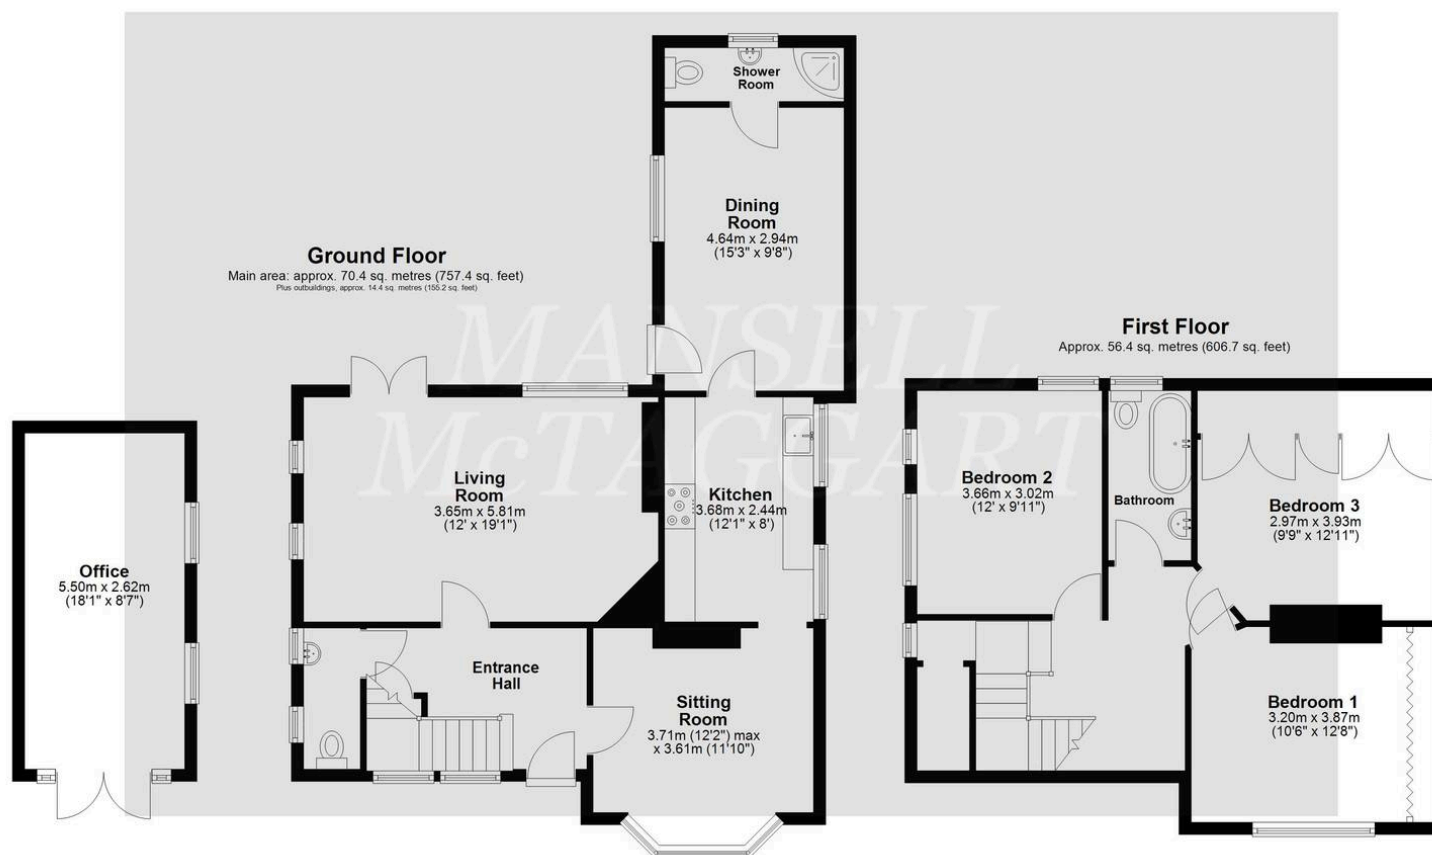 Shower
Room
Dining
Room
4.64m x 2.94m
(15'3" x 9'8")
Ground Floor
Main area: approx. 70.4 sq. metres (757.4 sq. feet)
Plus outbuildings, approx. 14.4 sq. metres (155.2 sq. feet)
First Floor
Approx. 56.4 sq. metres (606.7 sq. feet)
MANSELL
McTAGGART
Office
5.50m x 2.62m
(18'1" x 8'7")
Living
Room
3.65m x 5.81m
(12' x 19'1")
Kitchen
3.68m x 2.44m
(12'1" x 8')
Entrance
Hall
Sitting
Room
3.71m (12'2") max
x 3.61m (11'10")
Bedroom 2
3.66m x 3.02m
(12' x 9'11")
Bathroom
Bedroom 3
2.97m x 3.93m
(9'9" x 12'11")
Bedroom 1
3.20m x 3.87m
(10'6" x 12'8")